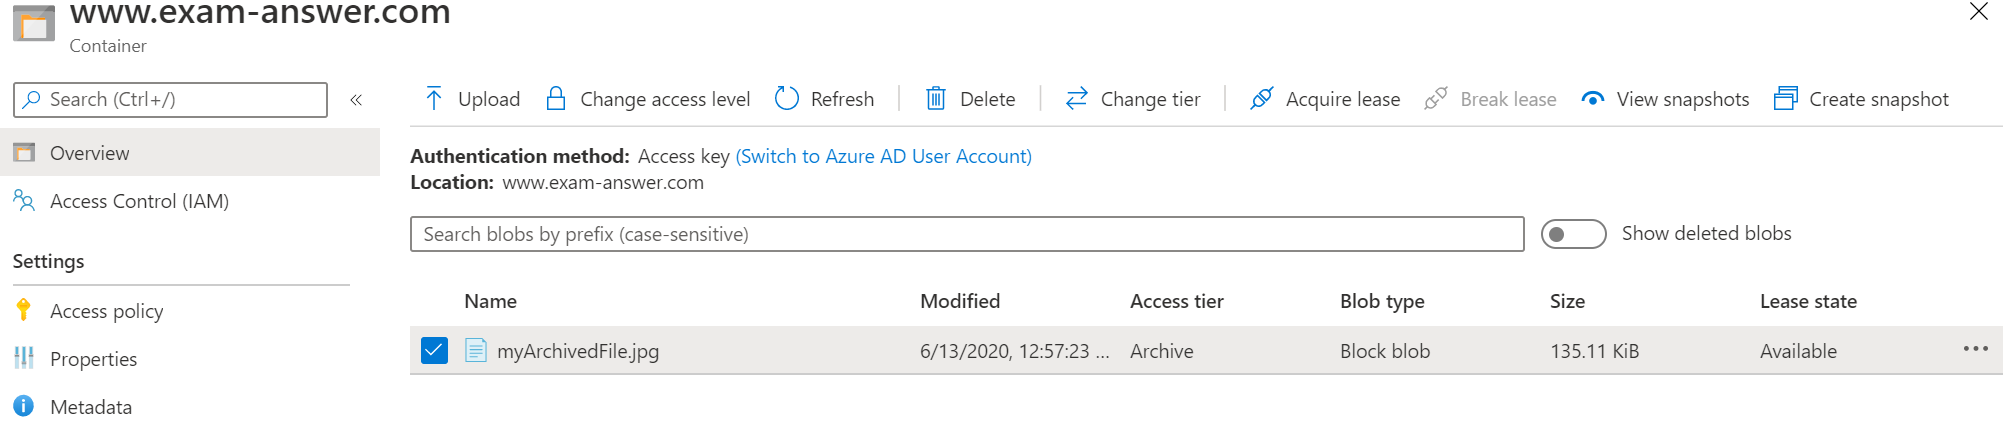 www.exam-answer.com
Container
Search (Ctrl+/)
«
Upload Change access level Refresh Delete Change tier Acquire lease Break lease View snapshots Create snapshot
Overview
Access Control (IAM)
Settings
Access policy
Properties
Metadata
Authentication method: Access key (Switch to Azure AD User Account)
Location: www.exam-answer.com
Search blobs by prefix (case-sensitive)
Show deleted blobs
Name Modified Access tier Blob type Size Lease state
myArchivedFile.jpg 6/13/2020, 12:57:23 ... Archive Block blob 135.11 KiB Available